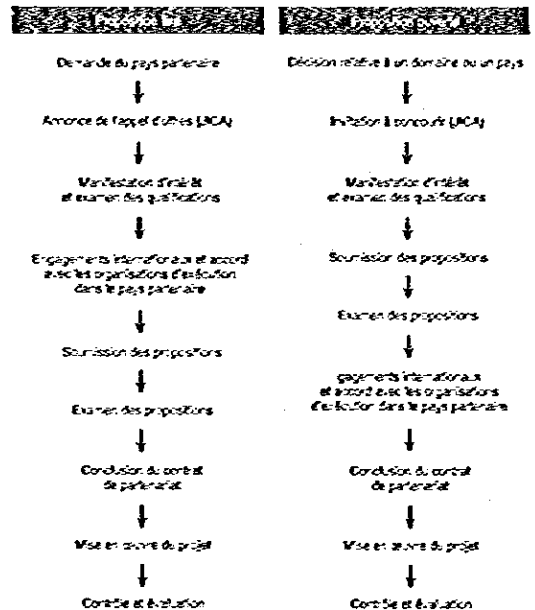 Demande du pays partenaire
Annonce de l'appel d'offres (JICA)
Manifestation d'intérêt
et examen des qualifications
Engagements internationaux et accord
avec les organisations d'exécution
dans le pays partenaire
Soumission des propositions
Examen des propositions
Conclusion du contrat
de partenariat
Mise en œuvre du projet
Contrôle et évaluation
Décision relative à un domaine ou un pays
Invitation à concourir (JICA)
Manifestation d'intérêt
et examen des qualifications
Soumission des propositions
Examen des propositions
gagements internationaux
et accord avec les organisations
d'exécution dans le pays partenaire
Conclusion du contrat
de partenariat
Mise en œuvre du projet
Contrôle et évaluation